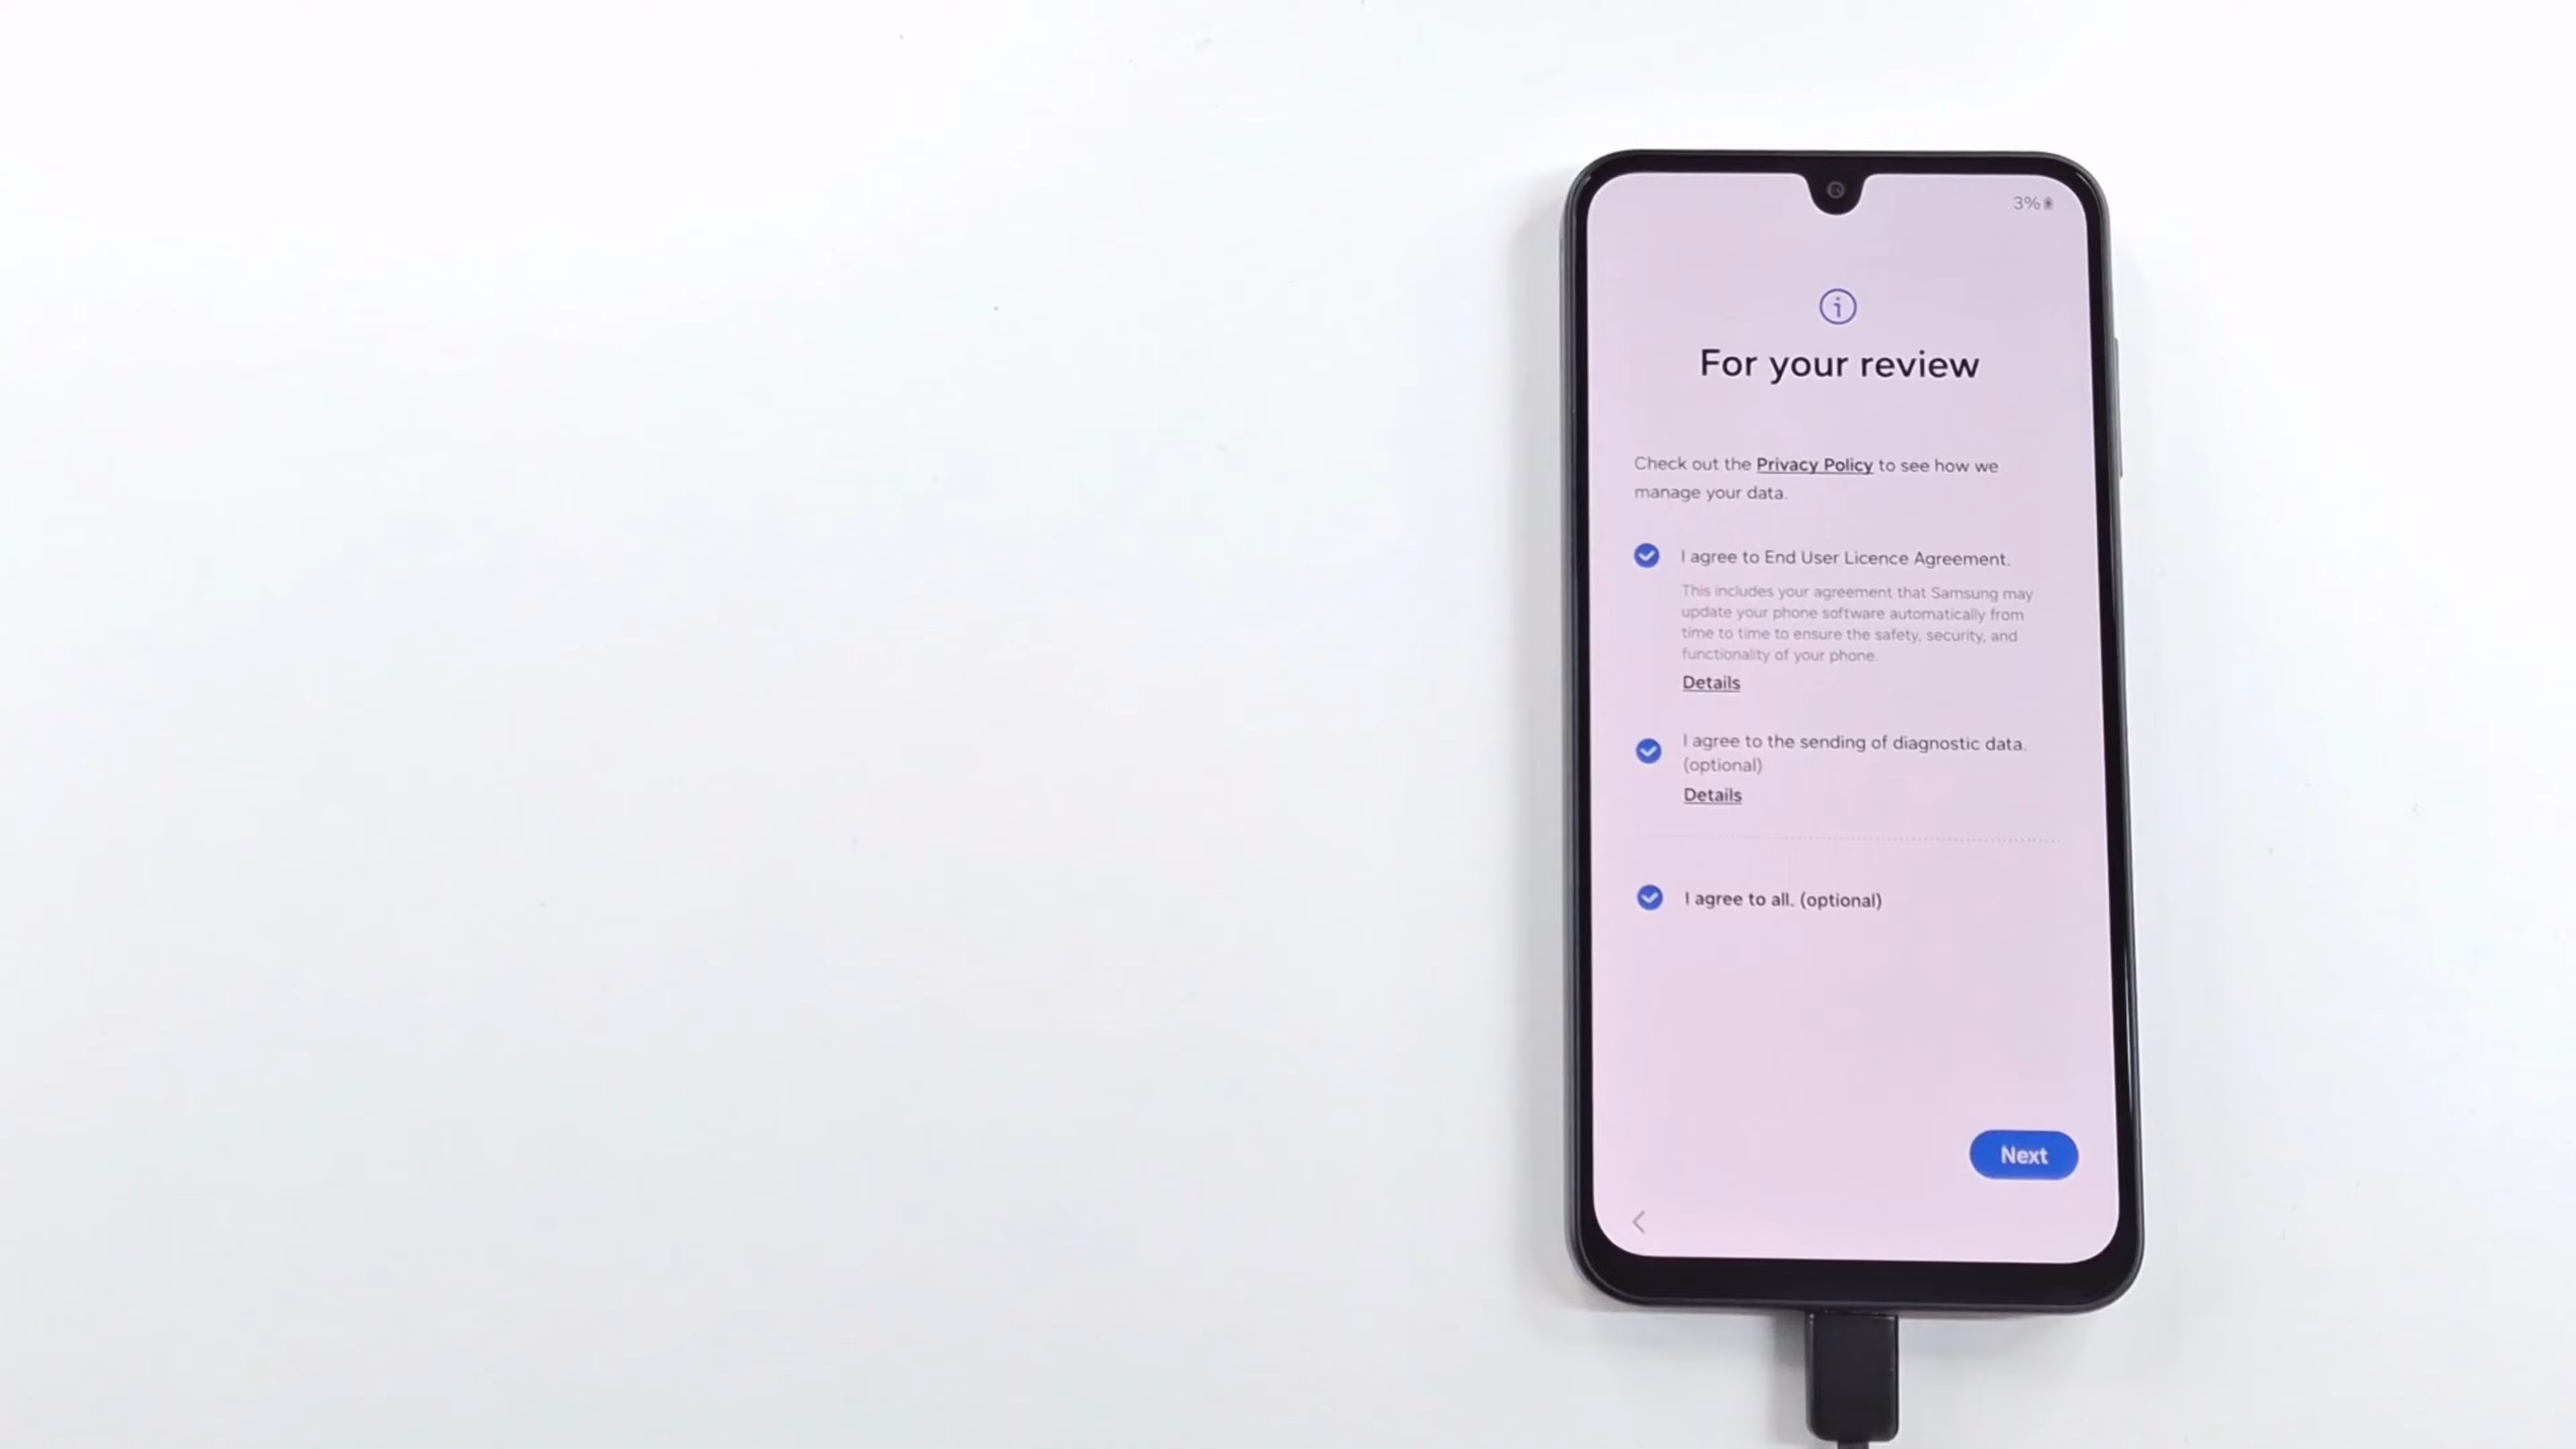 3%
For your review
Check out the Privacy Policy to see how we
manage your data.
I agree to End User Licence Agreement.
This includes your agreement that Samsung may
update your phone software automatically from
time to time to ensure the safety, security, and
functionality of your phone.
Details
I agree to the sending of diagnostic data.
(optional)
Details
I agree to all. (optional)
Next